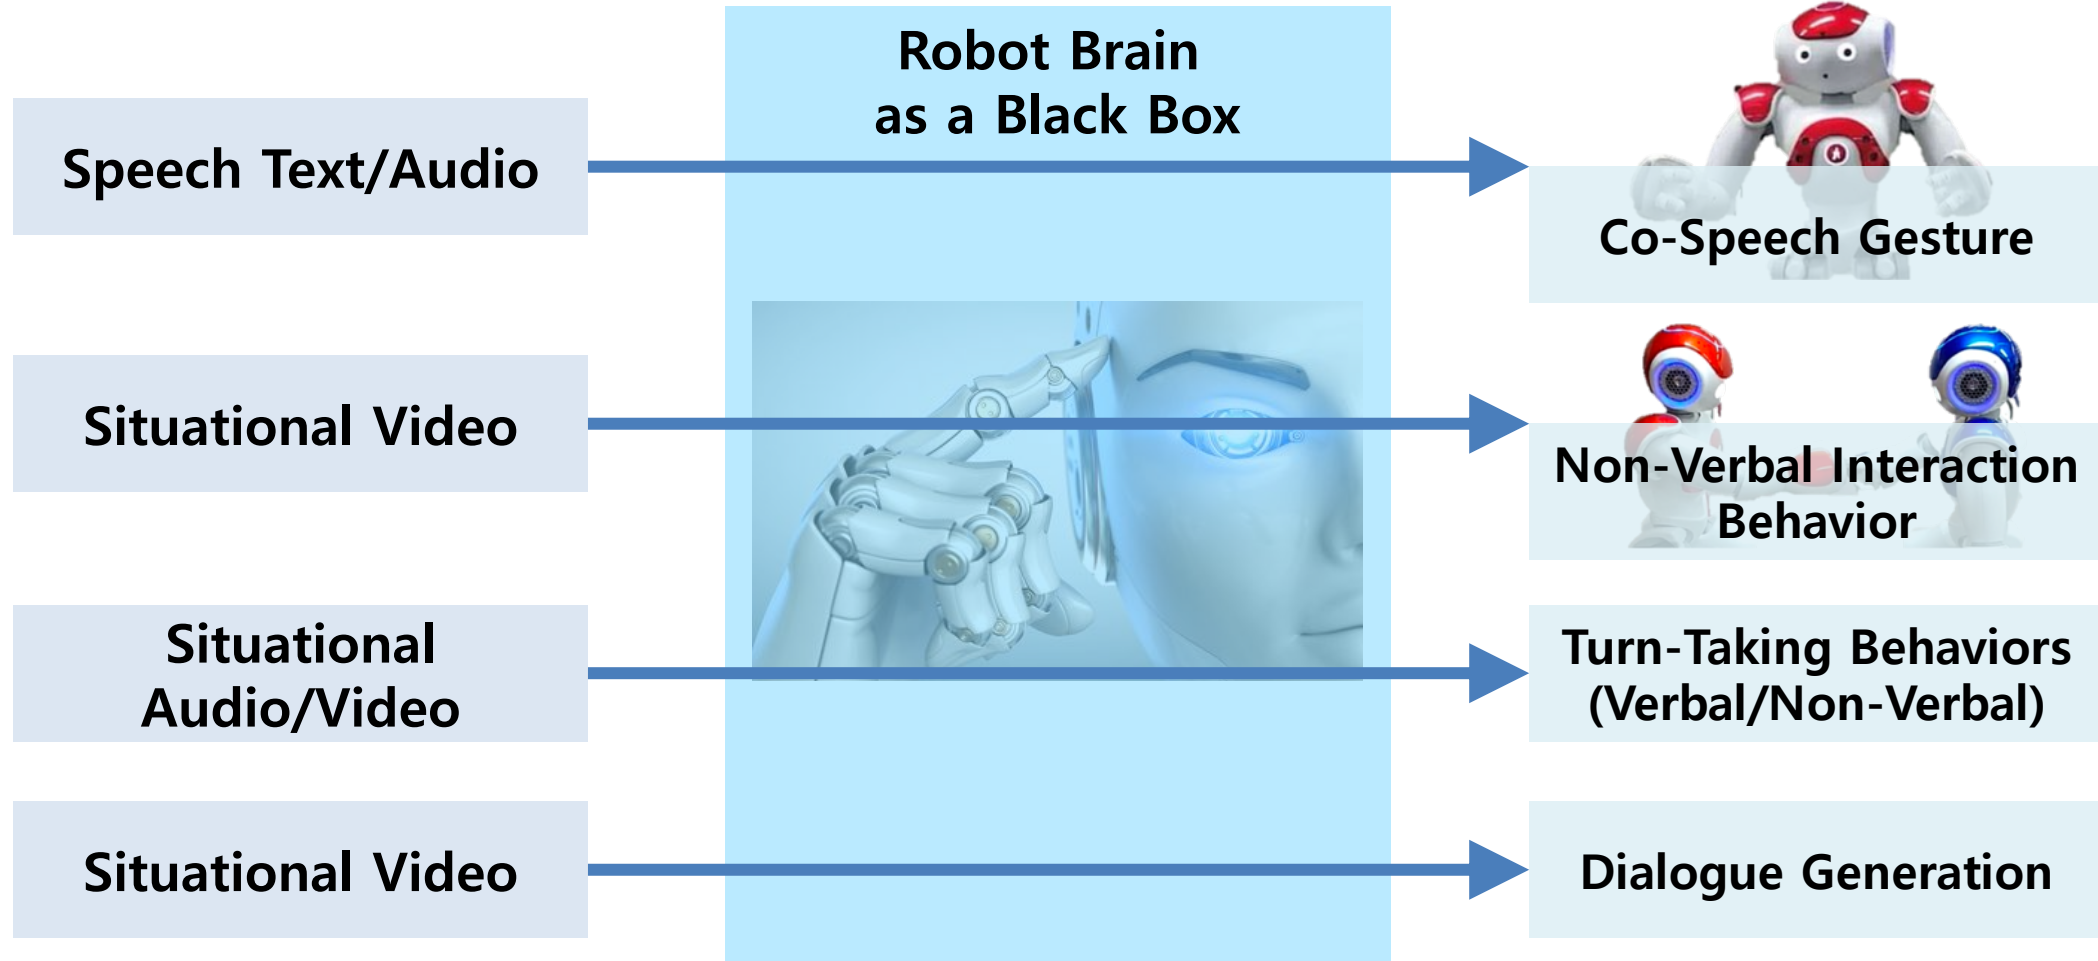 Robot Brain
as a Black Box
Speech Text/Audio
Co-Speech Gesture
Situational Video
Non-Verbal Interaction
Behavior
Situational
Audio/Video
Turn-Taking Behaviors
(Verbal/Non-Verbal)
Situational Video
Dialogue Generation